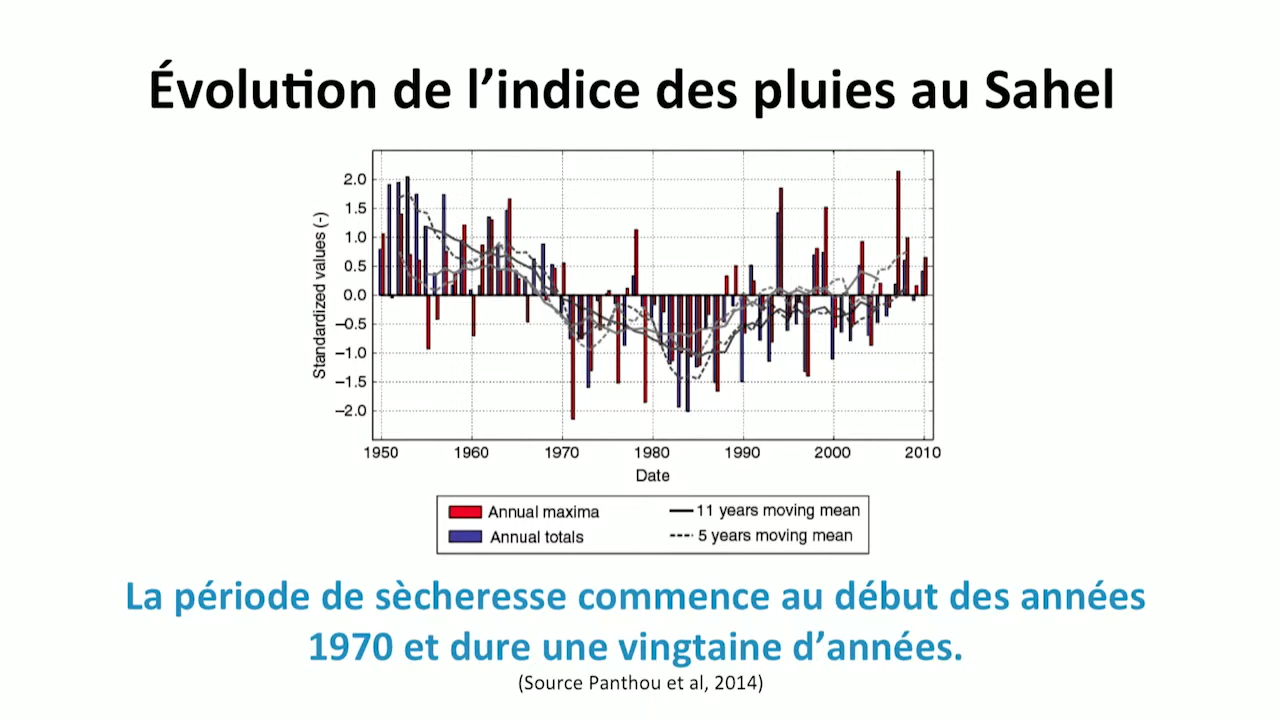 Évolution de l’indice des pluies au Sahel
Standardized values (-)
2.0
1.5
1.0
0.5
0.0
−0.5
−1.0
−1.5
−2.0
1950 1960 1970 1980 1990 2000 2010
Date
Annual maxima
Annual totals
11 years moving mean
5 years moving mean
La période de sècheresse commence au début des années
1970 et dure une vingtaine d’années.
(Source Panthou et al, 2014)